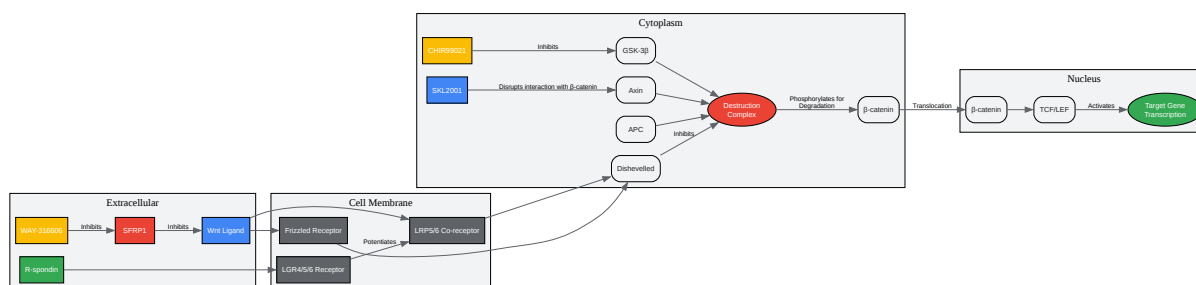 Cytoplasm
CHIR99021
Inhibits
GSK-3β
SKL2001
Disrupts interaction with β-catenin
Axin
APC
Inhibits
Dishevelled
Destruction
Complex
Phosphorylates for
Degradation
β-catenin
Translocation
Nucleus
β-catenin
TCF/LEF
Activates
Target Gene
Transcription
Extracellular
WAY-316606
Inhibits
SFRP1
Inhibits
Wnt Ligand
R-spondin
Cell Membrane
Frizzled Receptor
LRP5/6 Co-receptor
Potentiates
LGR4/5/6 Receptor